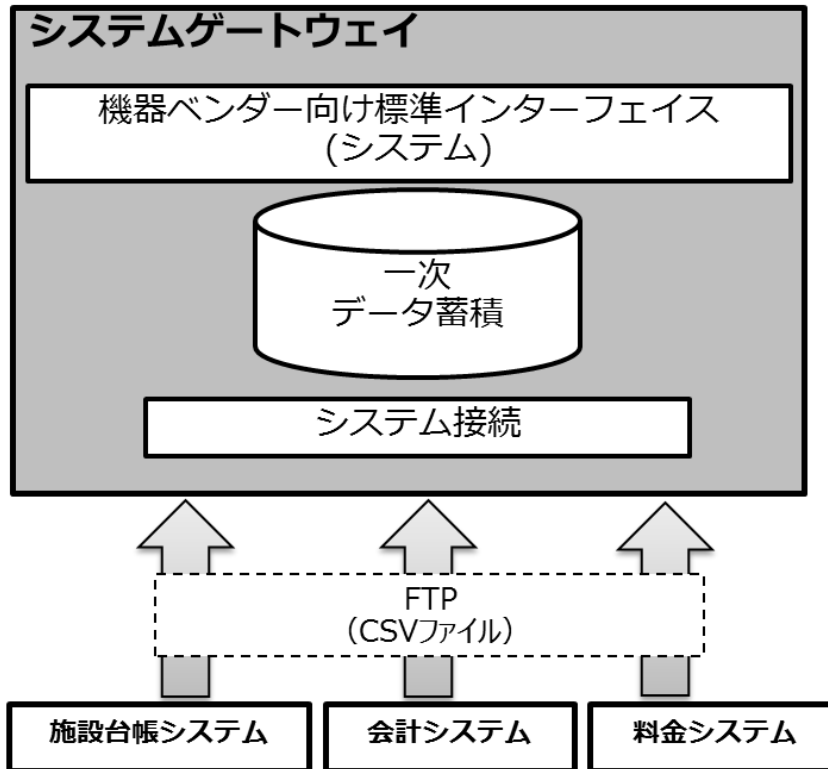 システムゲートウェイ
機器ベンダー向け標準インターフェイス
(システム)
一次
データ蓄積
システム接続
FTP
（CSVファイル）
施設台帳システム
会計システム
料金システム